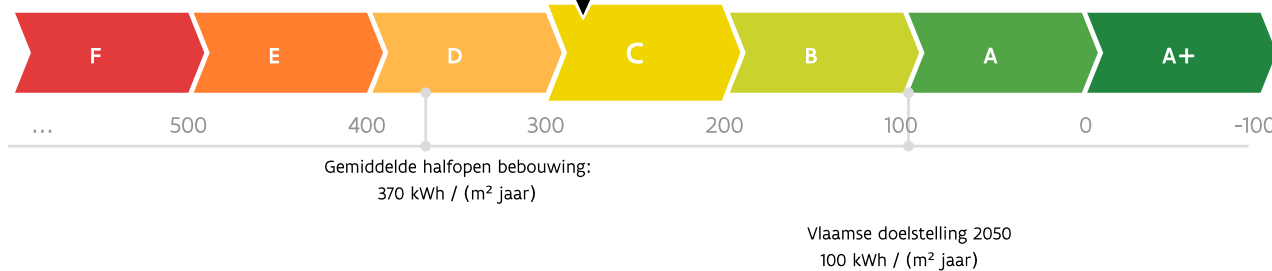 F E D C B A A+
... 500 400 300 200 100 0 -100
Gemiddelde halfopen bebouwing:
370 kWh / (m² jaar)
Vlaamse doelstelling 2050
100 kWh / (m² jaar)